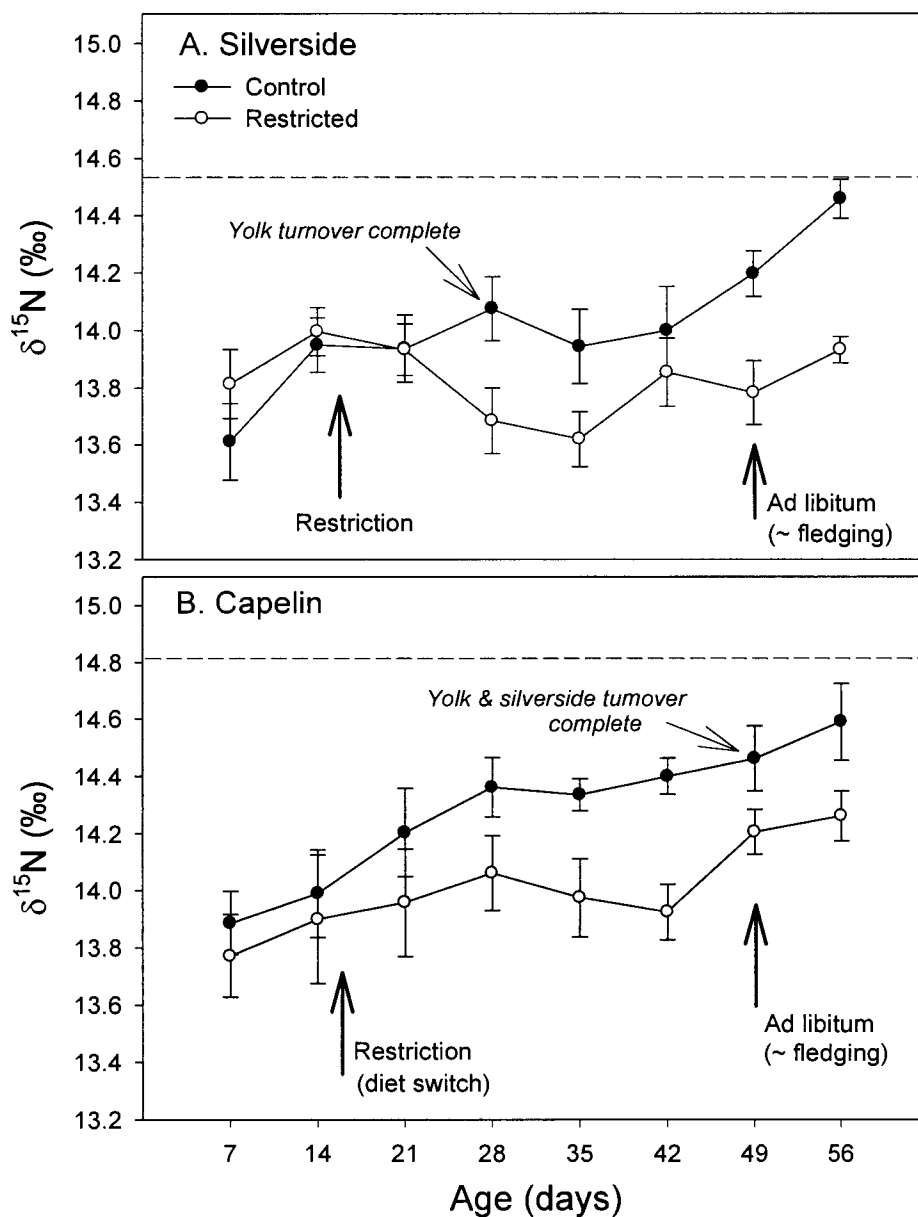 A. Silverside
Control
Restricted
15.0
14.8
14.6
14.4
14.2
14.0
13.8
13.6
13.4
13.2
δ15N (‰)
Yolk turnover complete
Restriction
Ad libitum
(~ fledging)
B. Capelin
15.0
14.8
14.6
14.4
14.2
14.0
13.8
13.6
13.4
13.2
δ15N (‰)
Yolk & silverside turnover
complete
Restriction
(diet switch)
Ad libitum
(~ fledging)
7 14 21 28 35 42 49 56
Age (days)